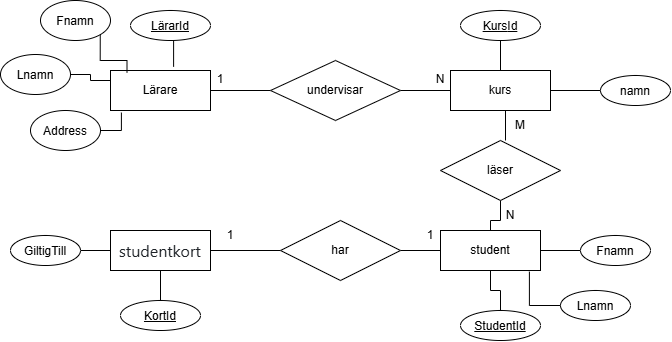 Fnamn
LärarId
KursId
Lnamn
Lärare
1
undervisar
N
kurs
namn
Address
M
läser
N
GiltigTill
studentkort
1
har
1
student
Fnamn
KortId
StudentId
Lnamn